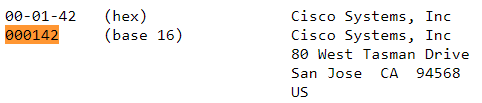 00-01-42   (hex)		Cisco Systems, Inc
000142     (base 16)		Cisco Systems, Inc
				80 West Tasman Drive
				San Jose  CA  94568
				US